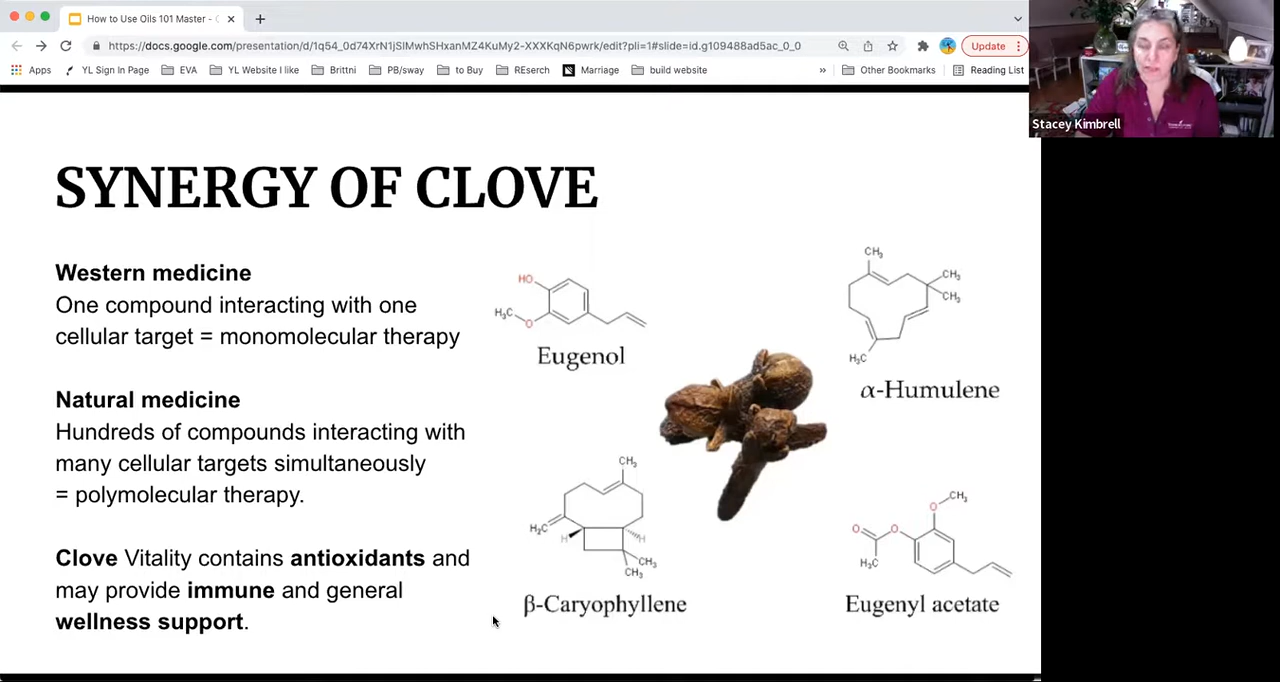 How to Use Oils 101 Master - G
https://docs.google.com/presentation/d/1q54_0d74XrN1jSIMwhSHxanMZ4KuMy2-XXXKqN6pwrk/edit?pli=1#slide=id.g109488ad5ac_0_0
Update
Apps
YL Sign In Page
EVA
YL Website I like
Brittni
PB/sway
to Buy
REserch
Marriage
build website
»
Other Bookmarks
Reading List
Stacey Kimbrell
SYNERGY OF CLOVE
Western medicine
One compound interacting with one
cellular target = monomolecular therapy
Natural medicine
Hundreds of compounds interacting with
many cellular targets simultaneously
= polymolecular therapy.
Clove Vitality contains antioxidants and
may provide immune and general
wellness support.
HO
H₃C
O
Eugenol
CH₃
CH₃
CH₃
H₃C
α-Humulene
CH₃
H₂C
H
H
CH₃
CH₃
β-Caryophyllene
CH₃
O
O
O
H₃C
Eugenyl acetate